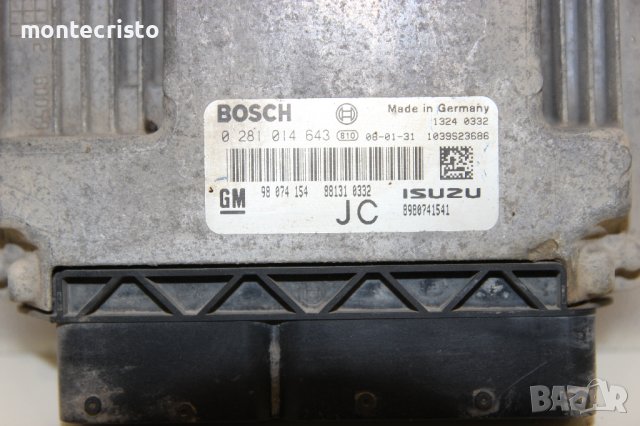 montecristo
BOSCH
Made in Germany
1324 0332
0 281 014 643 810 08-01-31 1039S23686
GM 98 074 154 88131 0332 ISUZU
JC 8980741541
BAZAR